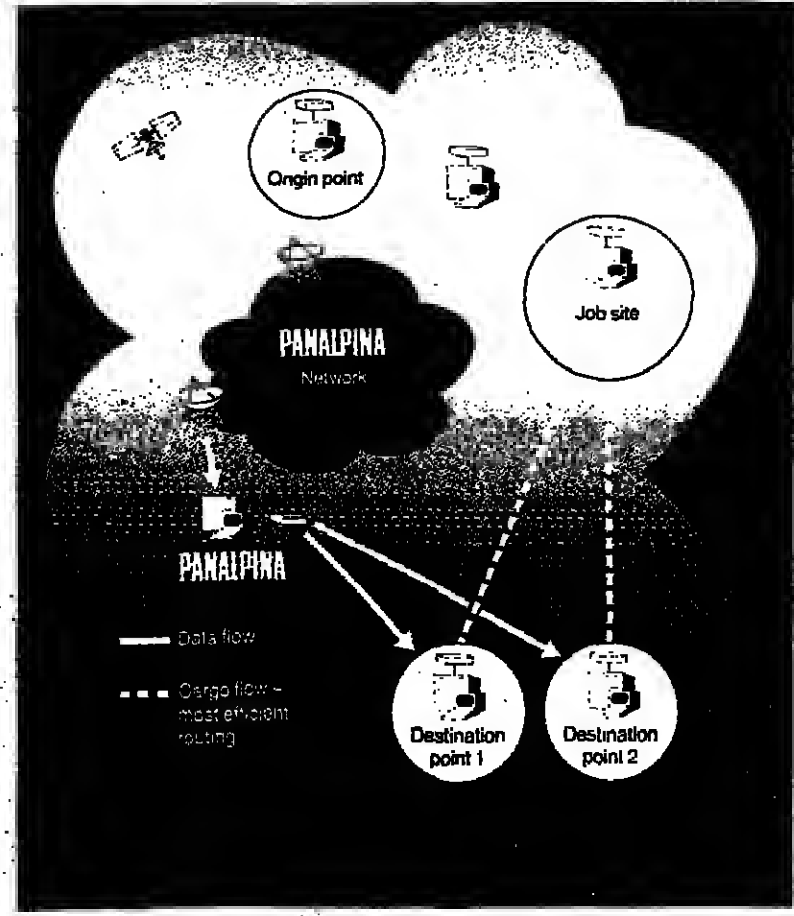 Origin point
Job site
PANALPINA
Network
PANALPINA
Data flow
Cargo flow –
most efficient
routing
Destination
point 1
Destination
point 2